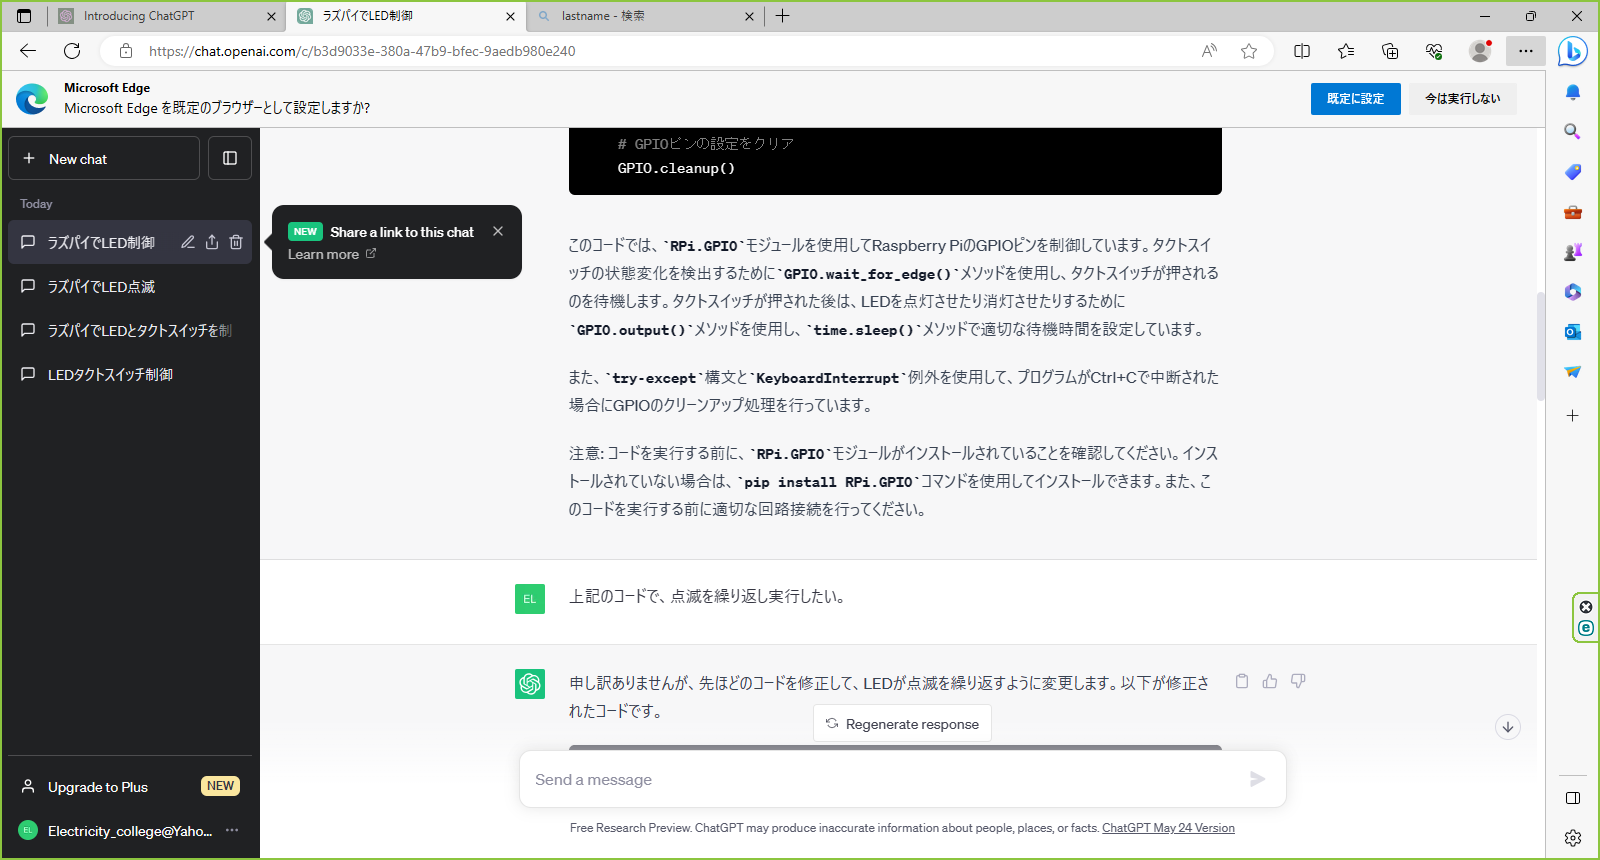 Introducing ChatGPT
ラズパイでLED制御
lastname - 検索
https://chat.openai.com/c/b3d9033e-380a-47b9-bfec-9aedb980e240
Microsoft Edge
Microsoft Edge を既定のブラウザーとして設定しますか?
既定に設定
今は実行しない
New chat
Today
ラズパイでLED制御
ラズパイでLED点滅
ラズパイでLEDとタクトスイッチを制
LEDタクトスイッチ制御
NEW Share a link to this chat
Learn more
# GPIOピンの設定をクリア
GPIO.cleanup()
このコードでは、`RPi.GPIO`モジュールを使用してRaspberry PiのGPIOピンを制御しています。タクトスイ
ッチの状態変化を検出するために`GPIO.wait_for_edge()`メソッドを使用し、タクトスイッチが押される
のを待機します。タクトスイッチが押された後は、LEDを点灯させたり消灯させたりするために
`GPIO.output()`メソッドを使用し、`time.sleep()`メソッドで適切な待機時間を設定しています。
また、`try-except`構文と`KeyboardInterrupt`例外を使用して、プログラムがCtrl+Cで中断された
場合にGPIOのクリーンアップ処理を行っています。
注意: コードを実行する前に、`RPi.GPIO`モジュールがインストールされていることを確認してください。インス
トールされていない場合は、`pip install RPi.GPIO`コマンドを使用してインストールできます。また、こ
のコードを実行する前に適切な回路接続を行ってください。
EL
上記のコードで、点滅を繰り返し実行したい。
申し訳ありませんが、先ほどのコードを修正して、LEDが点滅を繰り返すように変更します。以下が修正さ
れたコードです。
Regenerate response
Send a message
Free Research Preview. ChatGPT may produce inaccurate information about people, places, or facts. ChatGPT May 24 Version
Upgrade to Plus
NEW
EL
Electricity_college@Yaho...